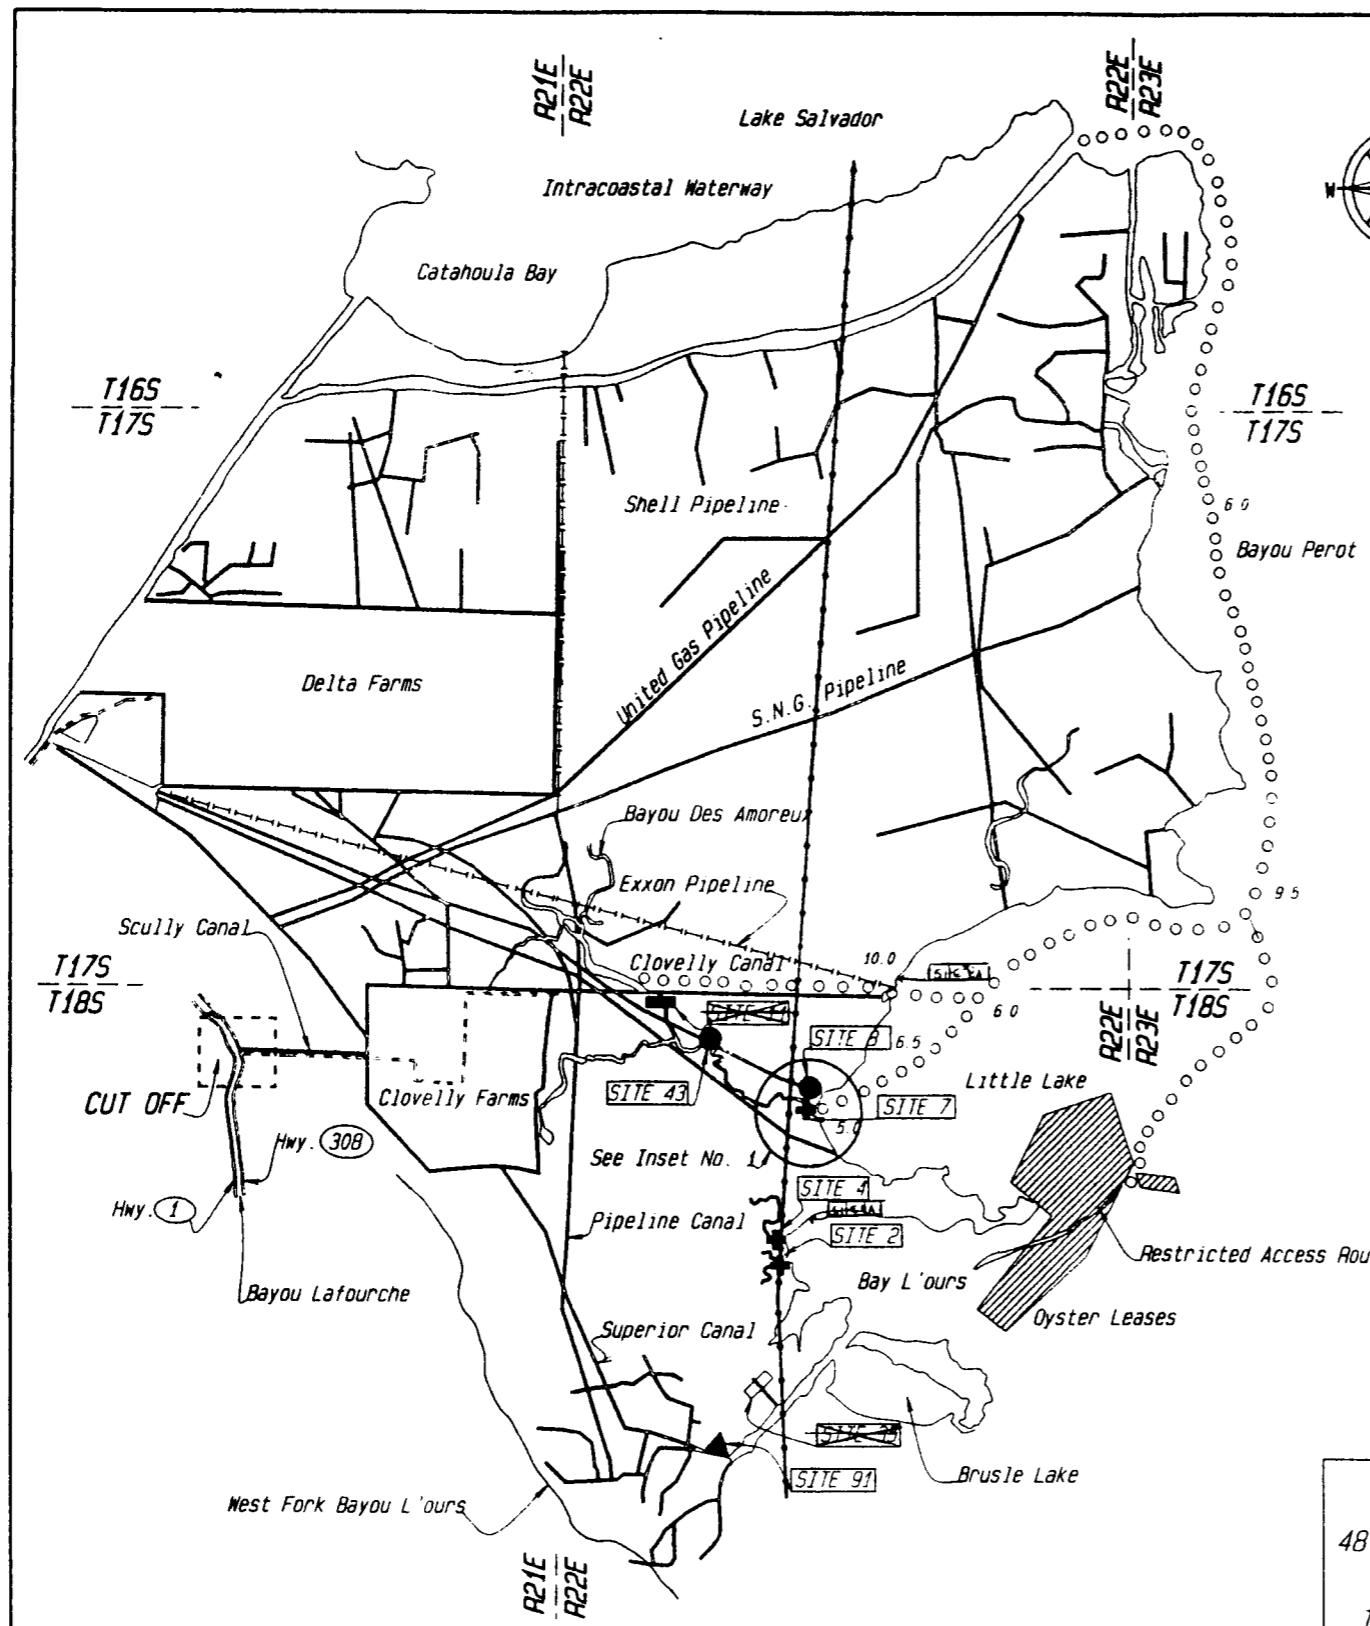 R21E
R22E
R22E
R23E
Lake Salvador
Intracoastal Waterway
W
Catahoula Bay
T16S
T17S
T16S
T17S
Shell Pipeline
6.0
Bayou Perot
United Gas Pipeline
Delta Farms
S.N.G. Pipeline
Bayou Des Amoreux
Exxon Pipeline
9.5
Scully Canal
T17S
T18S
Clovelly Canal
10.0
T17S
T18S
6.0
R22E
R23E
SITE 8
6.5
CUT OFF
Clovelly Farms
SITE 43
Little Lake
SITE 7
5.0
Hwy. 308
See Inset No. 1
SITE 4
Hwy. 1
Pipeline Canal
SITE 2
Restricted Access Rou
Bayou Lafourche
Bay L'ours
Oyster Leases
Superior Canal
Brusle Lake
SITE 91
West Fork Bayou L'ours
48
R21E
R22E